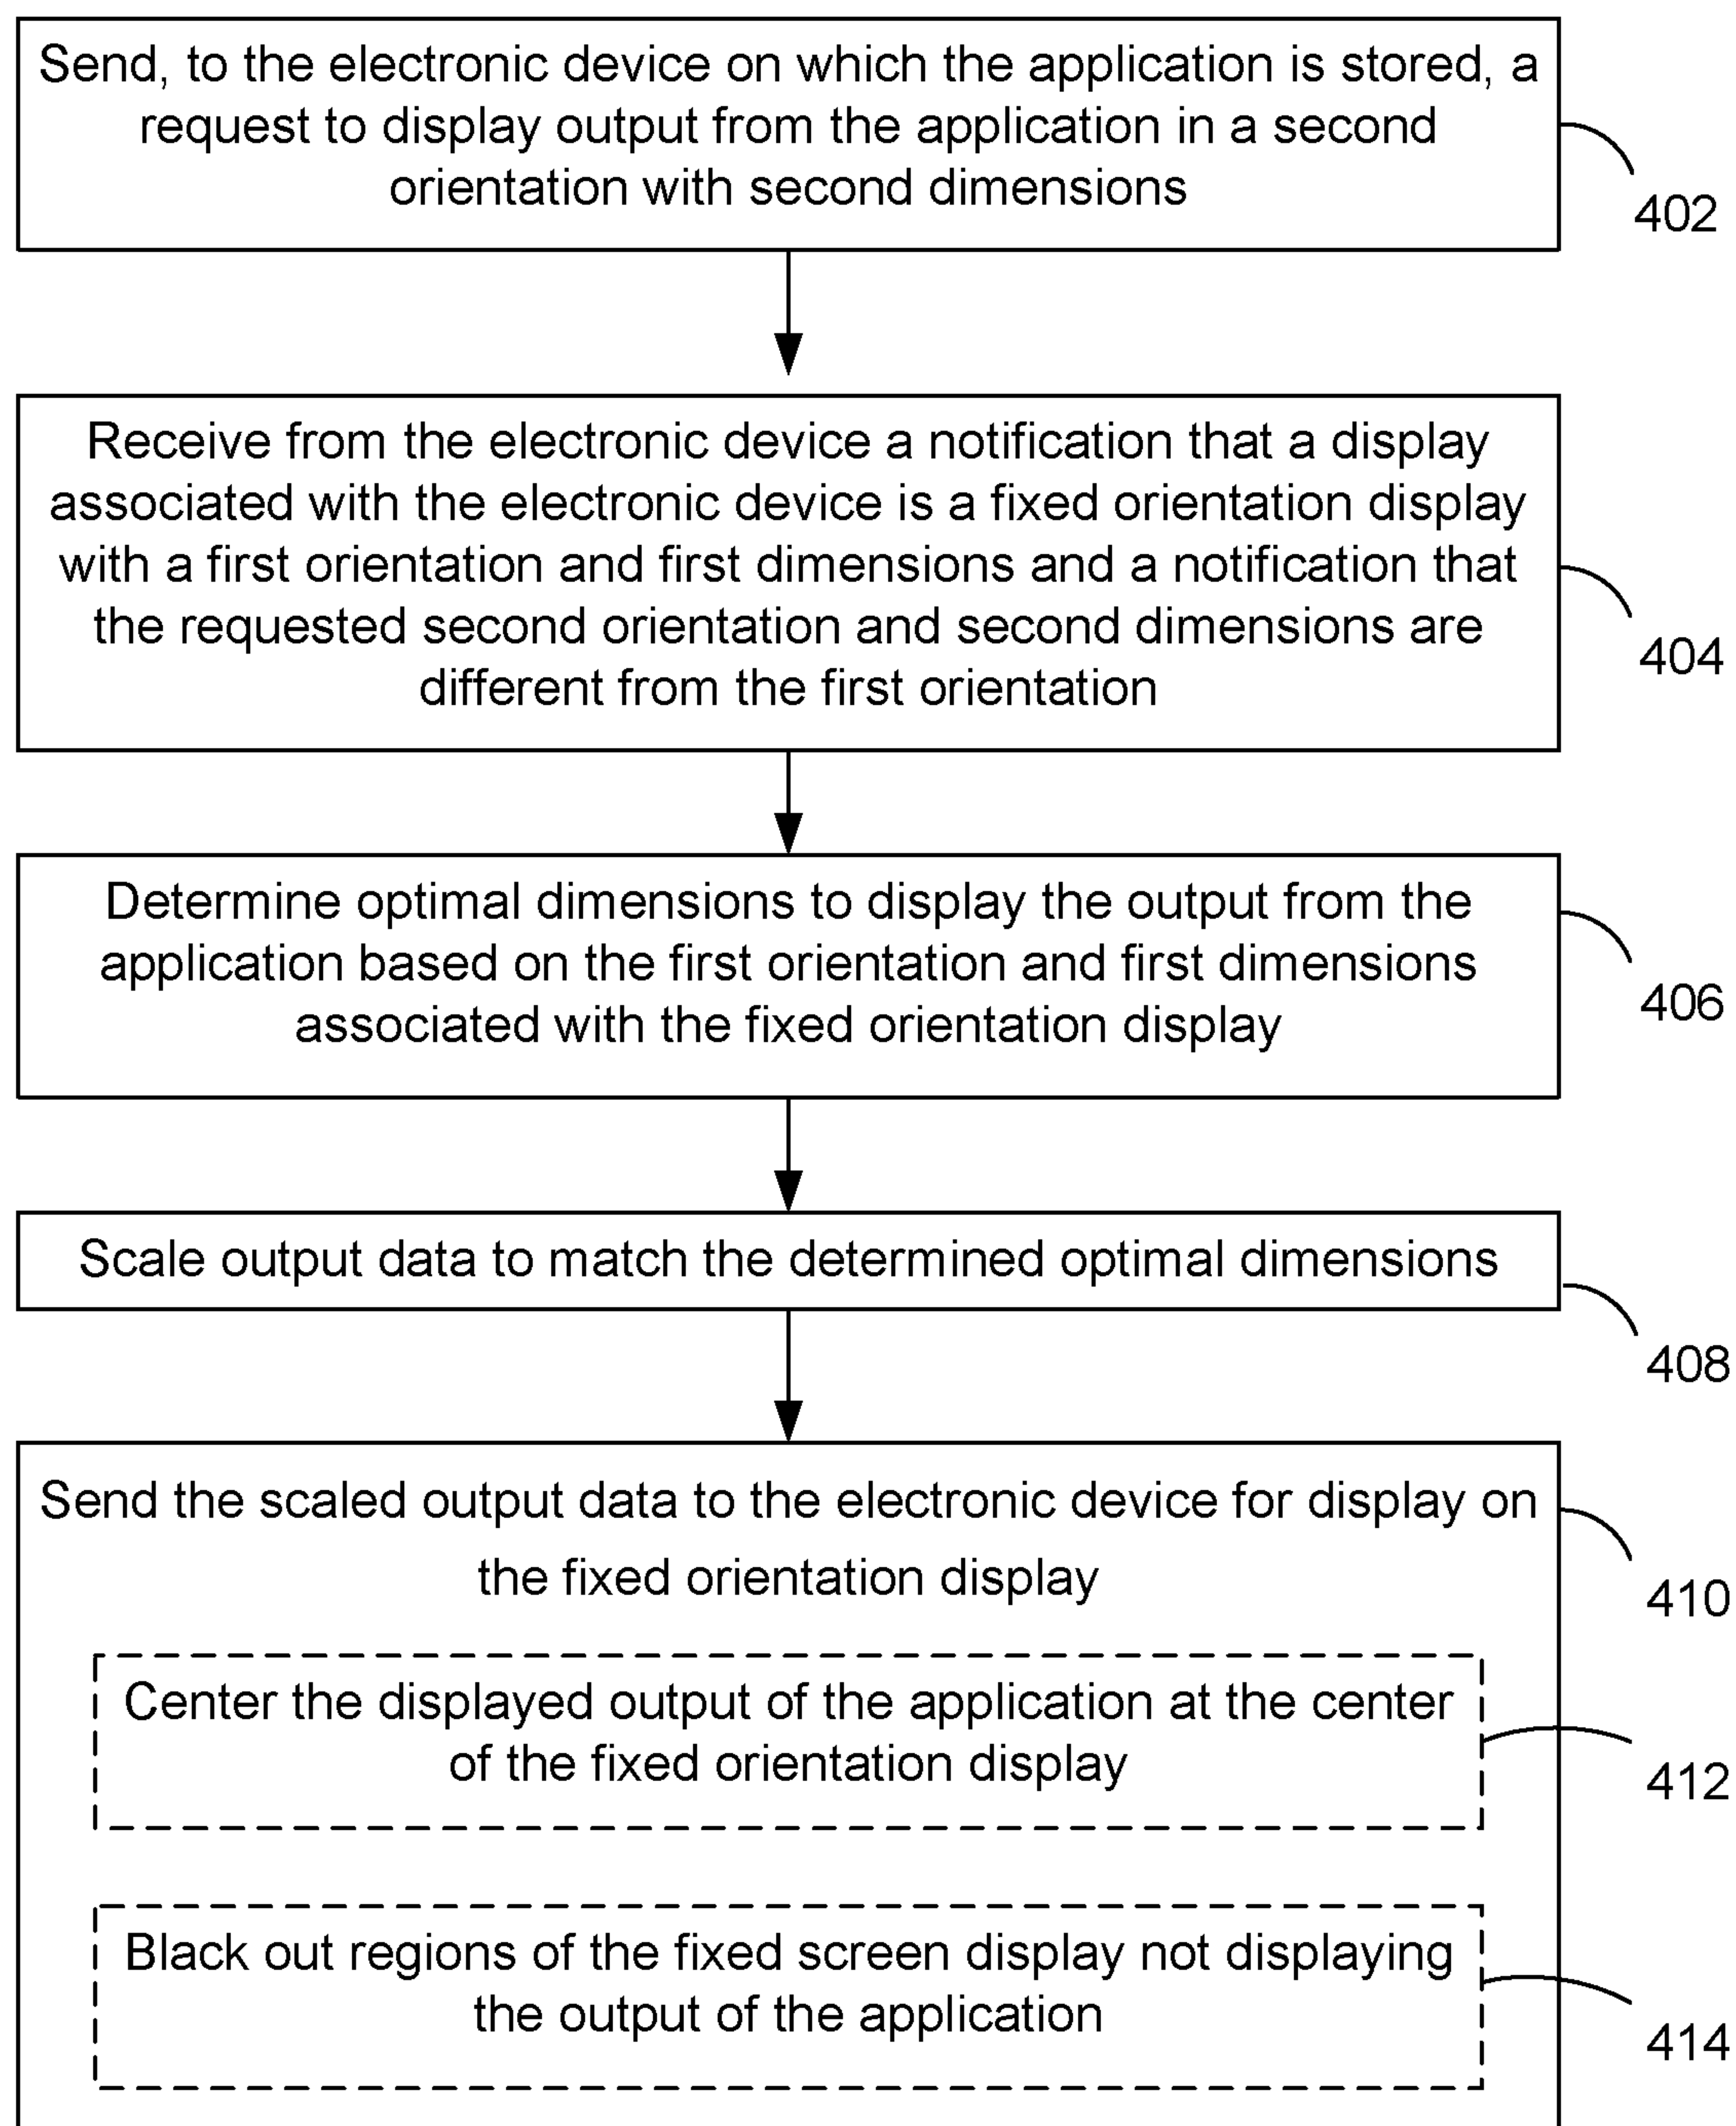 Send, to the electronic device on which the application is stored, a
request to display output from the application in a second
orientation with second dimensions
402
Receive from the electronic device a notification that a display
associated with the electronic device is a fixed orientation display
with a first orientation and first dimensions and a notification that
the requested second orientation and second dimensions are
different from the first orientation
404
Determine optimal dimensions to display the output from the
application based on the first orientation and first dimensions
associated with the fixed orientation display
406
Scale output data to match the determined optimal dimensions
408
Send the scaled output data to the electronic device for display on
the fixed orientation display
410
Center the displayed output of the application at the center
of the fixed orientation display
412
Black out regions of the fixed screen display not displaying
the output of the application
414